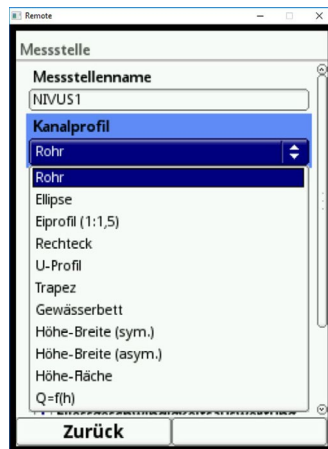 Remote
Messstelle
Messstellenname
NIVUS1
Kanalprofil
Rohr
Rohr
Ellipse
Eiprofil (1:1,5)
Rechteck
U-Profil
Trapez
Gewässerbett
Höhe-Breite (sym.)
Höhe-Breite (asym.)
Höhe-Fläche
Q=f(h)
Zurück